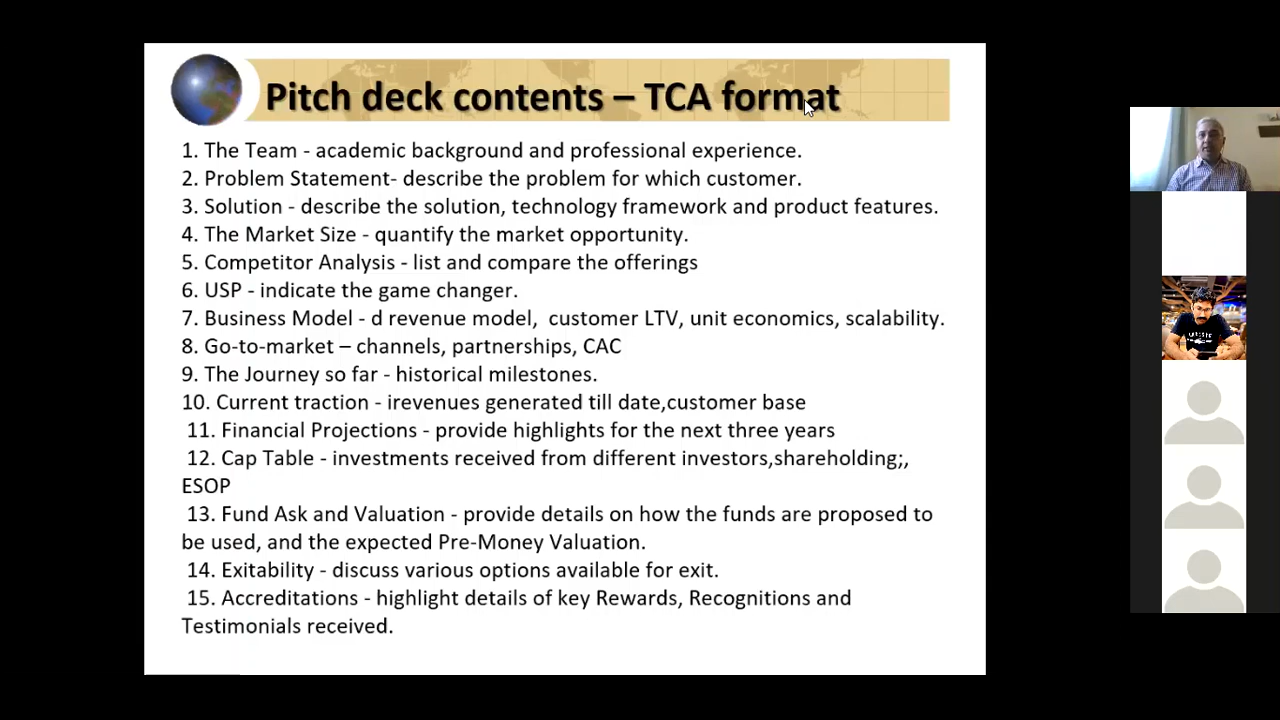 Pitch deck contents – TCA format
1. The Team - academic background and professional experience.
2. Problem Statement- describe the problem for which customer.
3. Solution - describe the solution, technology framework and product features.
4. The Market Size - quantify the market opportunity.
5. Competitor Analysis - list and compare the offerings
6. USP - indicate the game changer.
7. Business Model - d revenue model,  customer LTV, unit economics, scalability.
8. Go-to-market – channels, partnerships, CAC
9. The Journey so far - historical milestones.
10. Current traction - irevenues generated till date,customer base
11. Financial Projections - provide highlights for the next three years
12. Cap Table - investments received from different investors,shareholding;,
ESOP
13. Fund Ask and Valuation - provide details on how the funds are proposed to
be used, and the expected Pre-Money Valuation.
14. Exitability - discuss various options available for exit.
15. Accreditations - highlight details of key Rewards, Recognitions and
Testimonials received.